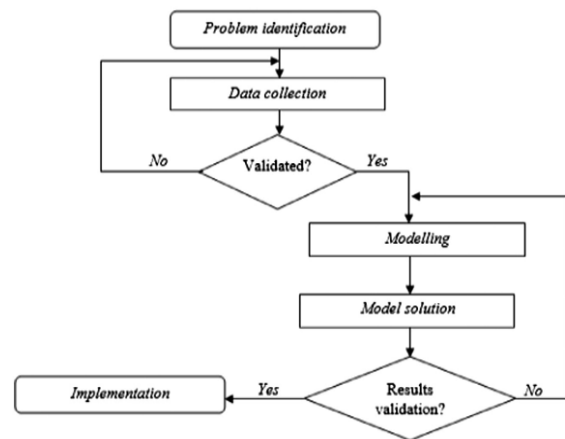 Problem identification
Data collection
No
Validated?
Yes
Modelling
Model solution
Implementation
Yes
Results
validation?
No